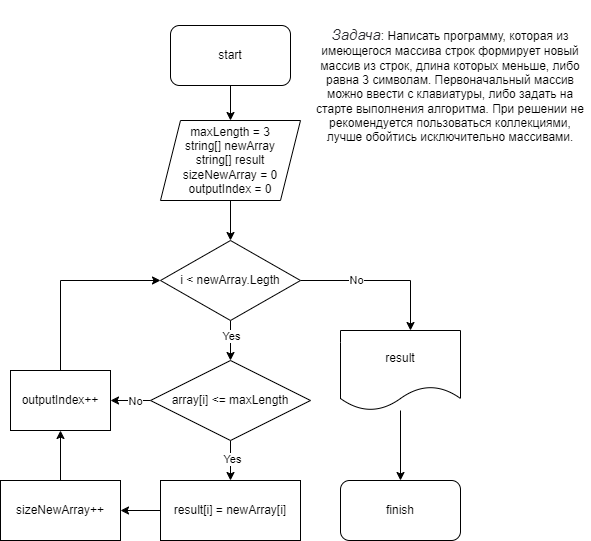 start
Задача: Написать программу, которая из
имеющегося массива строк формирует новый
массив из строк, длина которых меньше, либо
равна 3 символам. Первоначальный массив
можно ввести с клавиатуры, либо задать на
старте выполнения алгоритма. При решении не
рекомендуется пользоваться коллекциями,
лучше обойтись исключительно массивами.
maxLength = 3
string[] newArray
string[] result
sizeNewArray = 0
outputIndex = 0
i < newArray.Legth
No
Yes
result
outputIndex++
No
array[i] <= maxLength
Yes
sizeNewArray++
result[i] = newArray[i]
finish